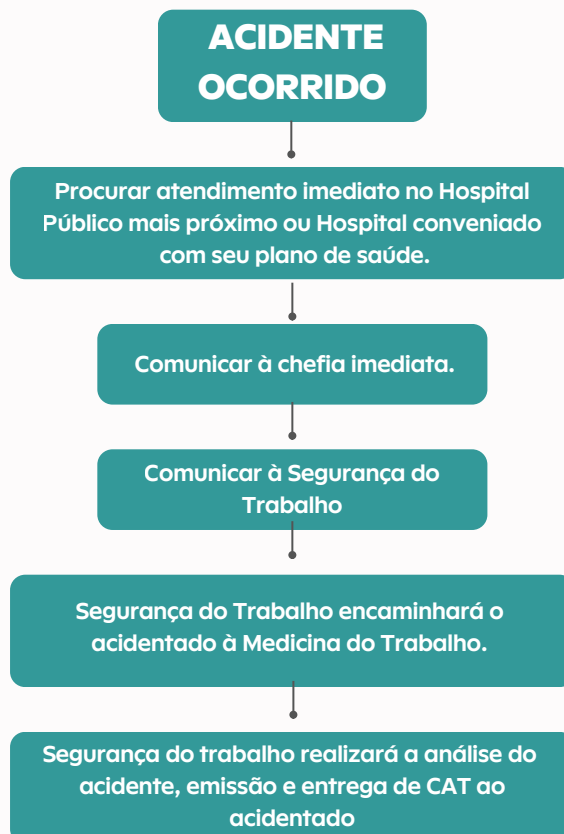 ACIDENTE
OCORRIDO
Procurar atendimento imediato no Hospital
Público mais próximo ou Hospital conveniado
com seu plano de saúde.
Comunicar à chefia imediata.
Comunicar à Segurança do
Trabalho
Segurança do Trabalho encaminhará o
acidentado à Medicina do Trabalho.
Segurança do trabalho realizará a análise do
acidente, emissão e entrega de CAT ao
acidentado